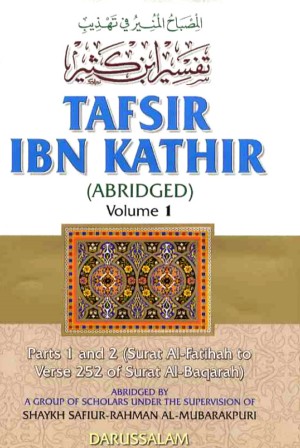 المصباح المنير في تهذيب
تفسير ابن كثير
TAFSIR
IBN KATHIR
(ABRIDGED)
Volume 1
Parts 1 and 2 (Surat Al-Fatihah to
Verse 252 of Surat Al-Baqarah)
ABRIDGED BY
A GROUP OF SCHOLARS UNDER THE SUPERVISION OF
SHAYKH SAFIUR-RAHMAN AL-MUBARAKPURI
DARUSSALAM